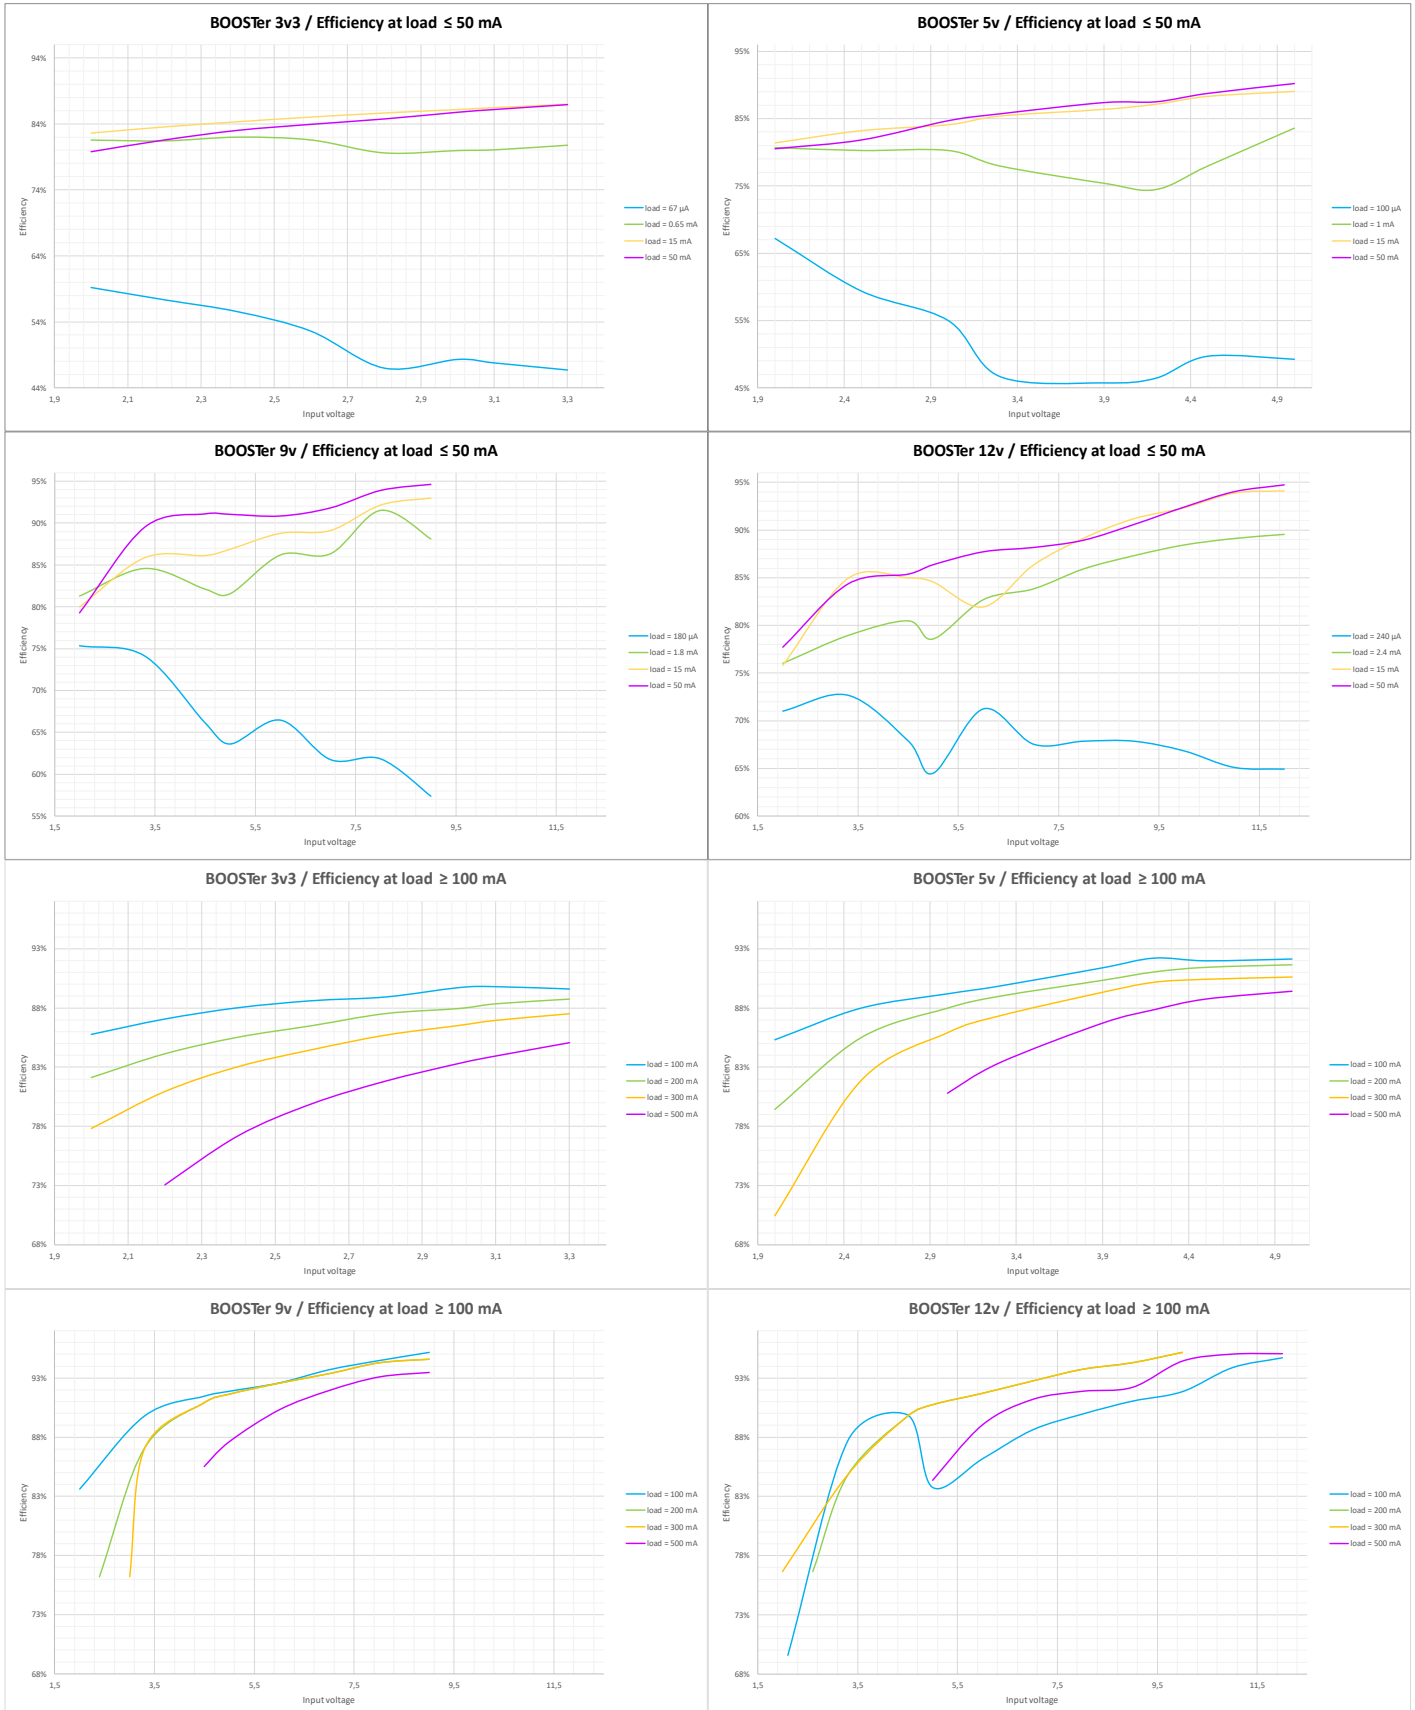 BOOSTer 3v3 / Efficiency at load ≤ 50 mA
94%
84%
74%
64%
54%
44%
Efficiency
1,9 2,1 2,3 2,5 2,7 2,9 3,1 3,3
Input voltage
load = 67 µA
load = 0.65 mA
load = 15 mA
load = 50 mA
BOOSTer 5v / Efficiency at load ≤ 50 mA
95%
85%
75%
65%
55%
45%
Efficiency
1,9 2,4 2,9 3,4 3,9 4,4 4,9
Input voltage
load = 100 µA
load = 1 mA
load = 15 mA
load = 50 mA
BOOSTer 9v / Efficiency at load ≤ 50 mA
95%
90%
85%
80%
75%
70%
65%
60%
55%
Efficiency
1,5 3,5 5,5 7,5 9,5 11,5
Input voltage
load = 180 µA
load = 1.8 mA
load = 15 mA
load = 50 mA
BOOSTer 12v / Efficiency at load ≤ 50 mA
95%
90%
85%
80%
75%
70%
65%
60%
Efficiency
1,5 3,5 5,5 7,5 9,5 11,5
Input voltage
load = 240 µA
load = 2.4 mA
load = 15 mA
load = 50 mA
BOOSTer 3v3 / Efficiency at load ≥ 100 mA
93%
88%
83%
78%
73%
68%
Efficiency
1,9 2,1 2,3 2,5 2,7 2,9 3,1 3,3
Input voltage
load = 100 mA
load = 200 mA
load = 300 mA
load = 500 mA
BOOSTer 5v / Efficiency at load ≥ 100 mA
93%
88%
83%
78%
73%
68%
Efficiency
1,9 2,4 2,9 3,4 3,9 4,4 4,9
Input voltage
load = 100 mA
load = 200 mA
load = 300 mA
load = 500 mA
BOOSTer 9v / Efficiency at load ≥ 100 mA
93%
88%
83%
78%
73%
68%
Efficiency
1,5 3,5 5,5 7,5 9,5 11,5
Input voltage
load = 100 mA
load = 200 mA
load = 300 mA
load = 500 mA
BOOSTer 12v / Efficiency at load ≥ 100 mA
93%
88%
83%
78%
73%
68%
Efficiency
1,5 3,5 5,5 7,5 9,5 11,5
Input voltage
load = 100 mA
load = 200 mA
load = 300 mA
load = 500 mA